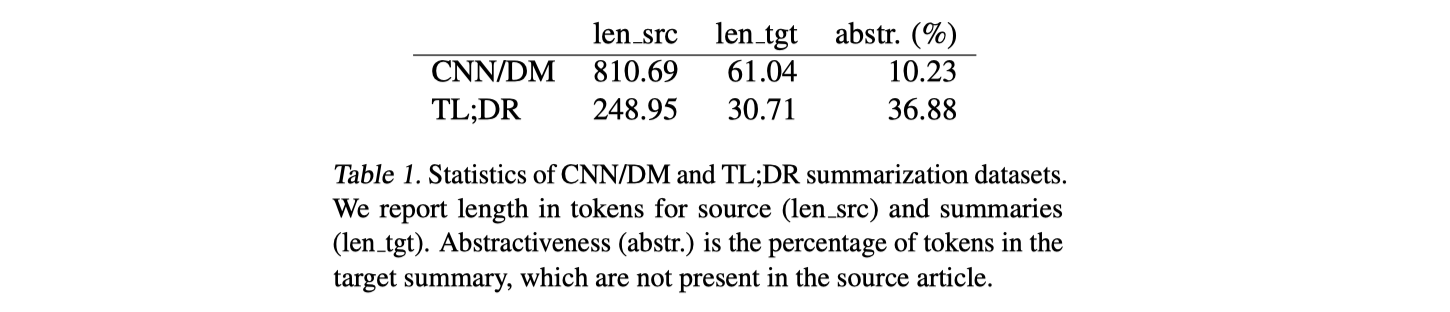 len_src len_tgt abstr. (%)
CNN/DM 810.69 61.04 10.23
TL;DR 248.95 30.71 36.88
Table 1. Statistics of CNN/DM and TL;DR summarization datasets.
We report length in tokens for source (len_src) and summaries
(len_tgt). Abstractiveness (abstr.) is the percentage of tokens in the
target summary, which are not present in the source article.